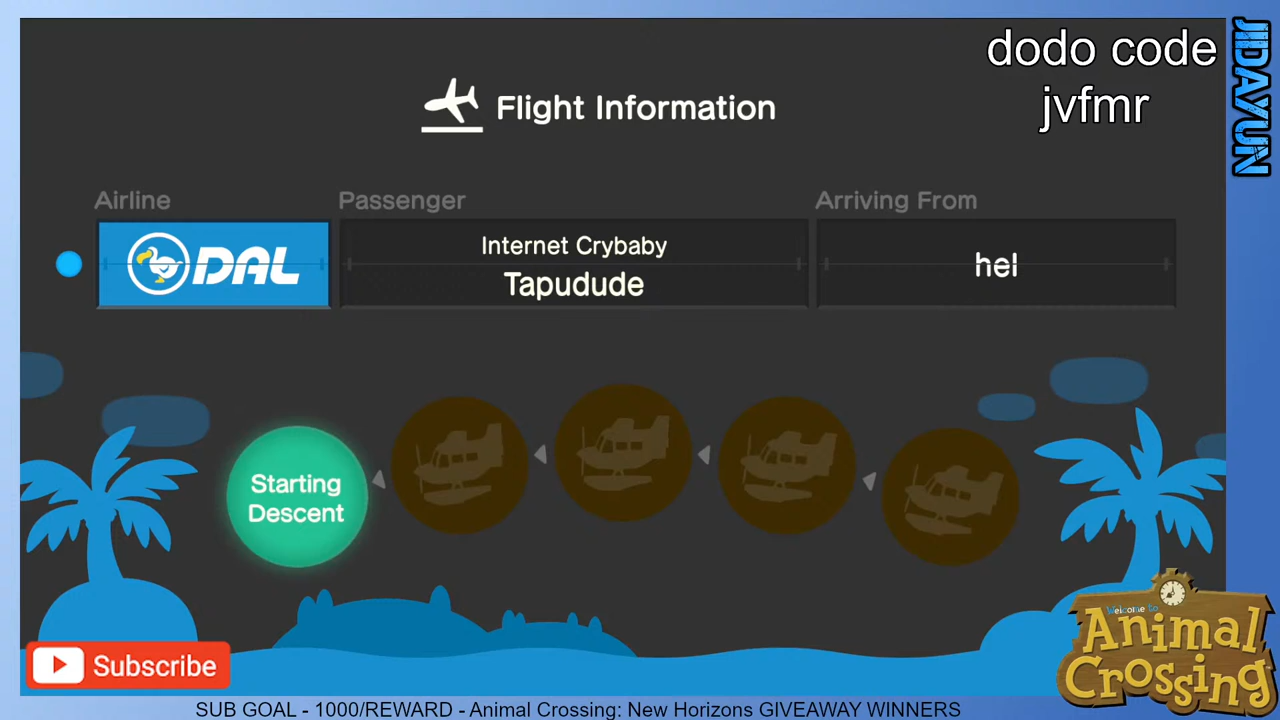 dodo code
jvfmr
JIDAVUN
Flight Information
Airline
Passenger
Arriving From
DAL
Internet Crybaby
Tapudude
hel
Starting
Descent
Welcome to
Animal
Crossing
Subscribe
SUB GOAL - 1000/REWARD - Animal Crossing: New Horizons GIVEAWAY WINNERS